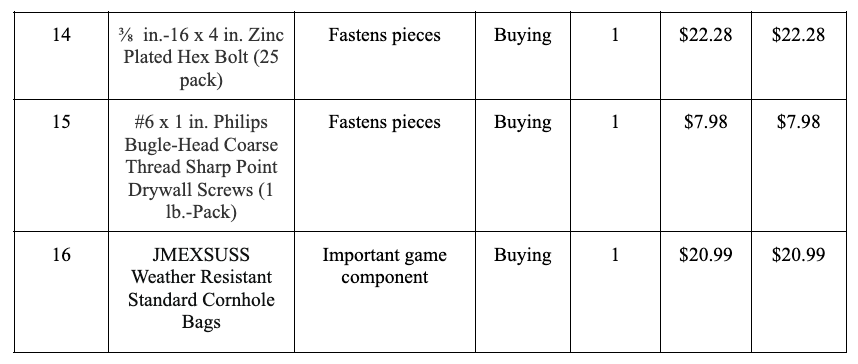 14 ⅜ in.-16 x 4 in. Zinc Fastens pieces Buying 1 $22.28 $22.28
Plated Hex Bolt (25
pack)
15 #6 x 1 in. Philips Fastens pieces Buying 1 $7.98 $7.98
Bugle-Head Coarse
Thread Sharp Point
Drywall Screws (1
lb.-Pack)
16 JMEXSUSS Important game Buying 1 $20.99 $20.99
Weather Resistant component
Standard Cornhole
Bags